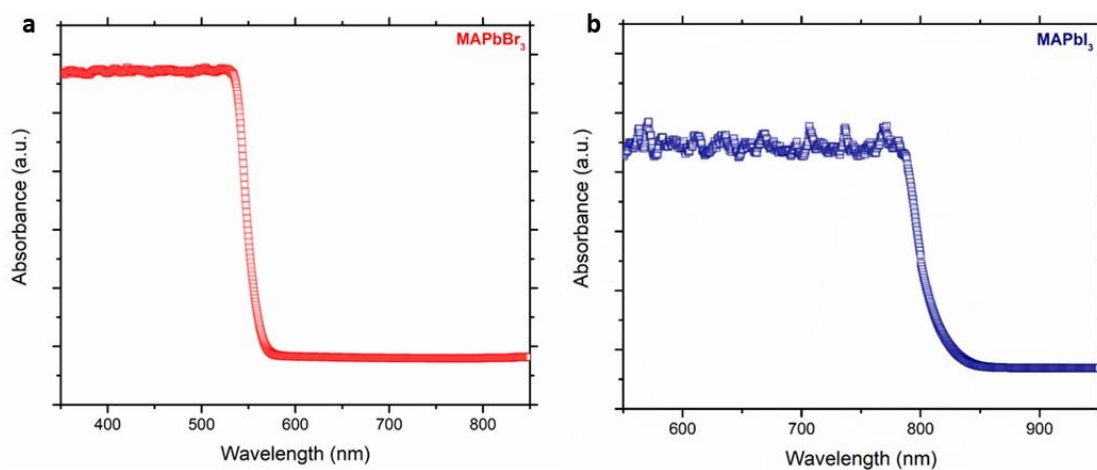 a
MAPbBr₃
Absorbance (a.u.)
400 500 600 700 800
Wavelength (nm)
b
MAPbI₃
Absorbance (a.u.)
600 700 800 900
Wavelength (nm)